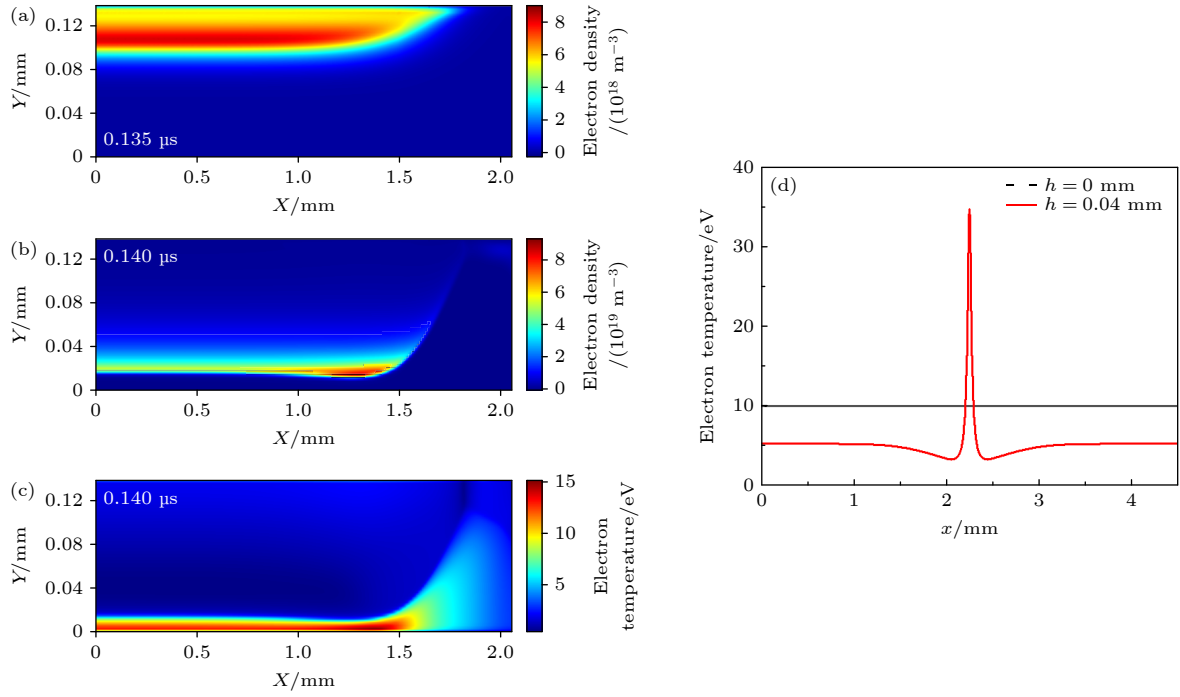 (a)
0.12
0.08
0.04
0
Y/mm
0.135 µs
0
0.5
1.0
1.5
2.0
X/mm
8
6
4
2
0
Electron density
/(10¹⁸ m⁻³)
(b)
0.12
0.08
0.04
0
Y/mm
0.140 µs
0
0.5
1.0
1.5
2.0
X/mm
8
6
4
2
0
Electron density
/(10¹⁹ m⁻³)
(c)
0.12
0.08
0.04
0
Y/mm
0.140 µs
0
0.5
1.0
1.5
2.0
X/mm
15
10
5
Electron
temperature/eV
(d)
h = 0 mm
h = 0.04 mm
40
35
30
25
20
15
10
5
0
Electron temperature/eV
0
1
2
3
4
x/mm